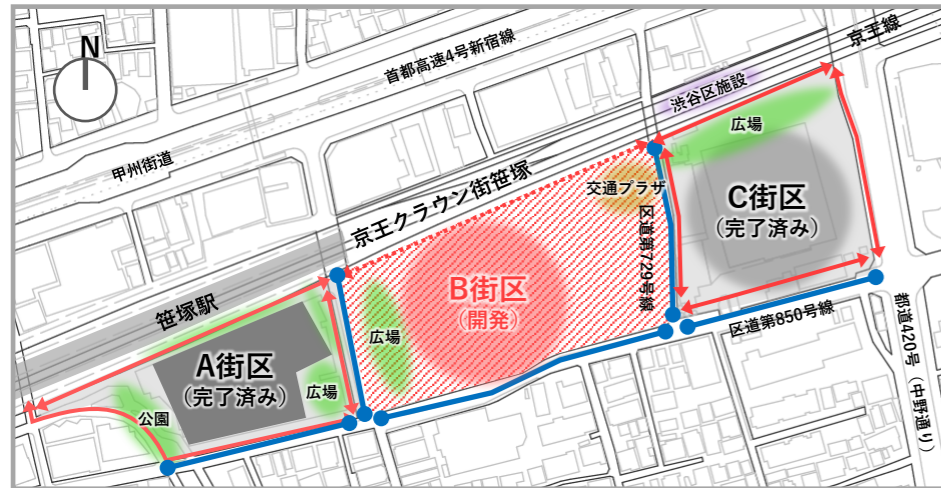 N
首都高速4号新宿線
京王線
渋谷区施設
甲州街道
広場
京王クラウン街笹塚
交通プラザ
C街区
(完了済み)
区道第729号線
笹塚駅
B街区
(開発)
広場
区道第850号線
都道420号(中野通り)
A街区
(完了済み)
広場
公園